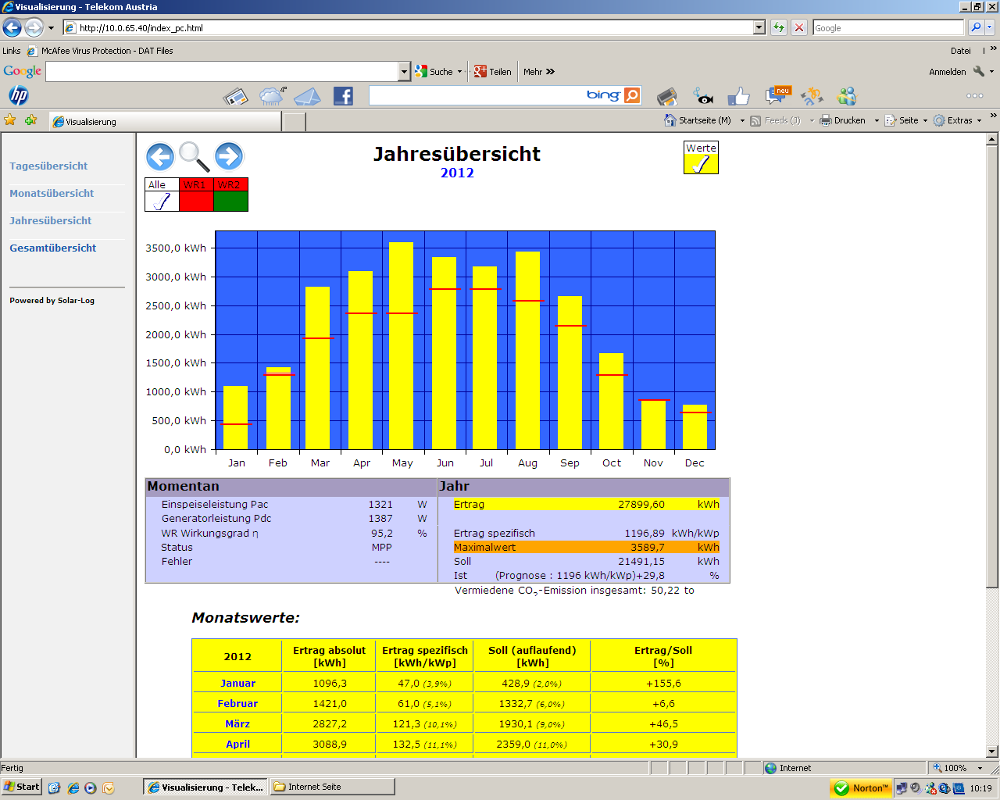 Visualisierung - Telekom Austria
http://10.0.65.40/index_pc.html
Google
Links McAfee Virus Protection - DAT Files Datei
Google Suche Teilen Mehr Anmelden
hp 4° bing neu
Visualisierung Startseite (M) Feeds (J) Drucken Seite Extras
Tagesübersicht
Monatsübersicht
Jahresübersicht
Gesamtübersicht
Powered by Solar-Log
Jahresübersicht
2012
Werte
Alle WR1 WR2
3500,0 kWh
3000,0 kWh
2500,0 kWh
2000,0 kWh
1500,0 kWh
1000,0 kWh
500,0 kWh
0,0 kWh
Jan Feb Mar Apr May Jun Jul Aug Sep Oct Nov Dec
Momentan
Einspeiseleistung Pac 1321 W
Generatorleistung Pdc 1387 W
WR Wirkungsgrad η 95,2 %
Status MPP
Fehler ----
Jahr
Ertrag 27899,60 kWh
Ertrag spezifisch 1196,89 kWh/kWp
Maximalwert 3589,7 kWh
Soll 21491,15 kWh
Ist (Prognose : 1196 kWh/kWp)+29,8 %
Vermiedene CO₂-Emission insgesamt: 50,22 to
Monatswerte:
2012 Ertrag absolut [kWh] Ertrag spezifisch [kWh/kWp] Soll (auflaufend) [kWh] Ertrag/Soll [%]
Januar 1096,3 47,0 (3,9%) 428,9 (2,0%) +155,6
Februar 1421,0 61,0 (5,1%) 1332,7 (6,0%) +6,6
März 2827,2 121,3 (10,1%) 1930,1 (9,0%) +46,5
April 3088,9 132,5 (11,1%) 2359,0 (11,0%) +30,9
Fertig Internet 100%
Start Visualisierung - Telek... Internet Seite Norton™ 10:19